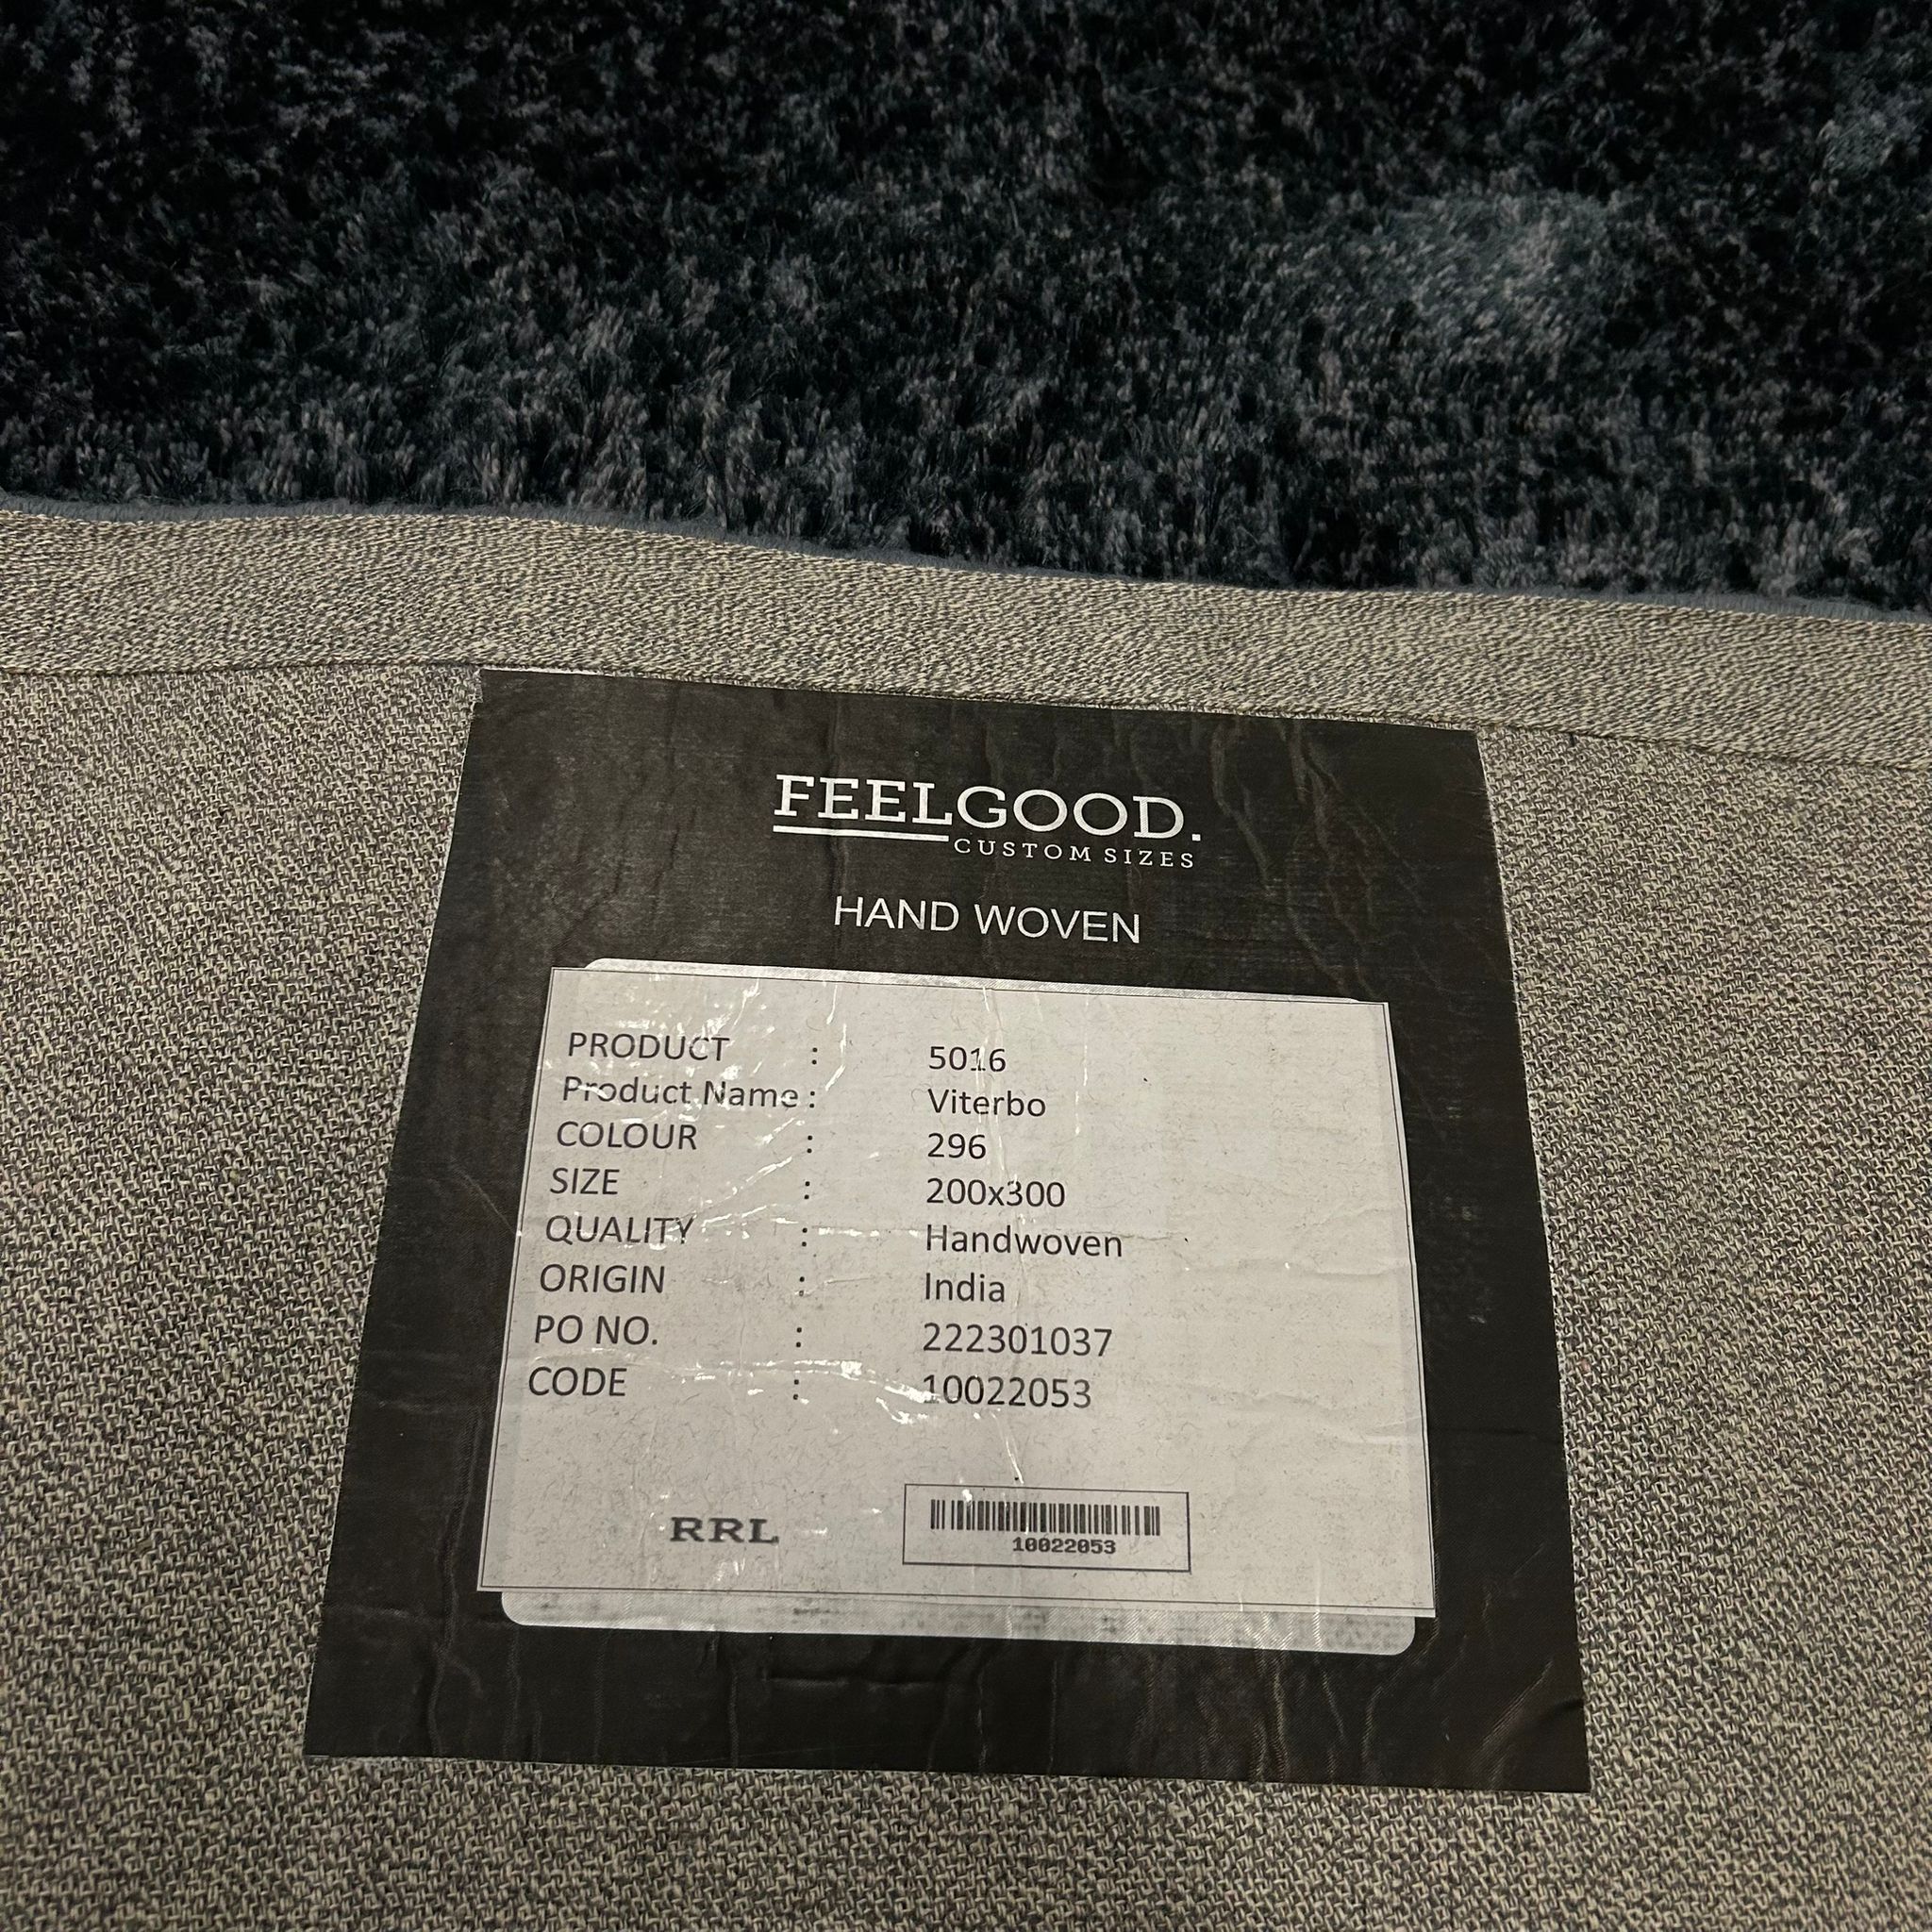 FEELGOOD.
CUSTOM SIZES
HAND WOVEN
PRODUCT : 5016
Product Name : Viterbo
COLOUR : 296
SIZE : 200x300
QUALITY : Handwoven
ORIGIN : India
PO NO. : 222301037
CODE : 10022053
RRL
10022053